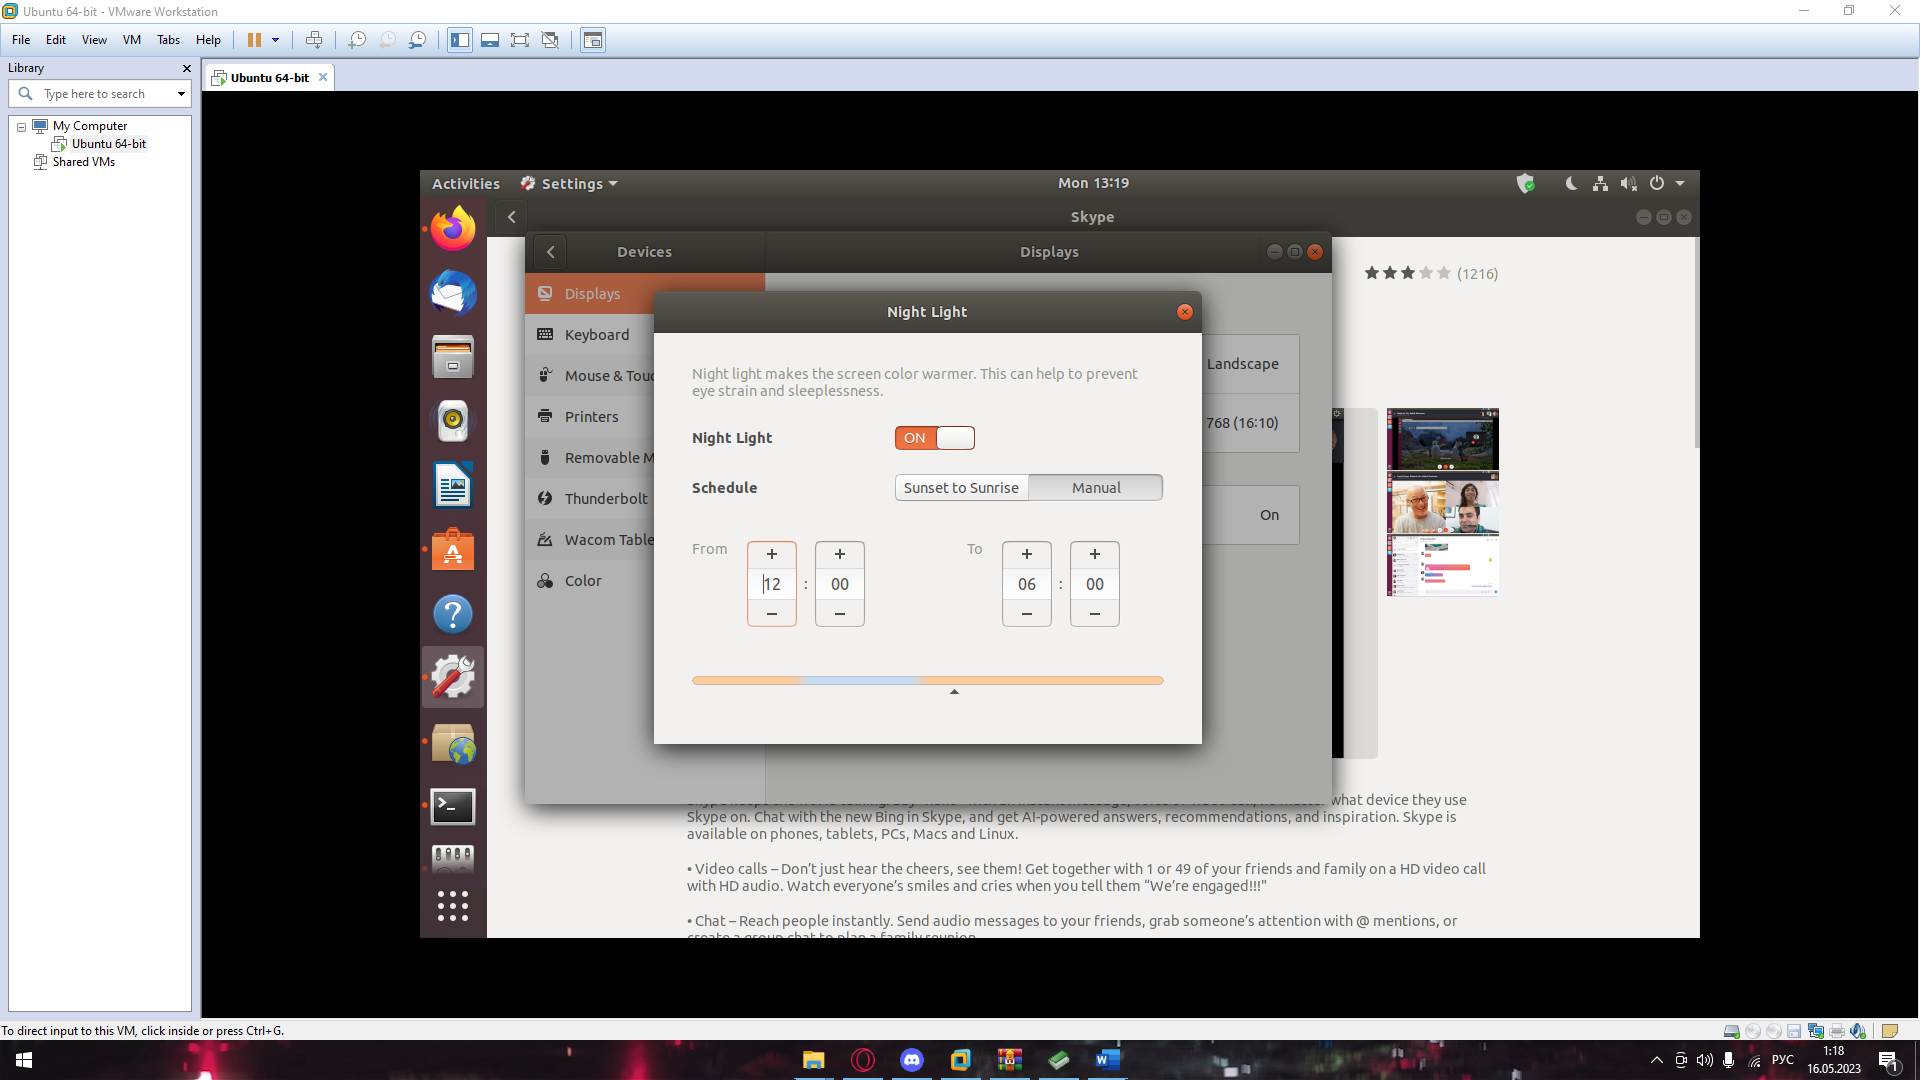 Ubuntu 64-bit - VMware Workstation
File Edit View VM Tabs Help
Library
Ubuntu 64-bit
Type here to search
My Computer
Ubuntu 64-bit
Shared VMs
Activities Settings Mon 13:19
Skype
Devices Displays
(1216)
Displays
Keyboard
Mouse & Touc
Printers
Removable M
Thunderbolt
Wacom Table
Color
Landscape
768 (16:10)
On
Night Light
Night light makes the screen color warmer. This can help to prevent
eye strain and sleeplessness.
Night Light ON
Schedule Sunset to Sunrise Manual
From + + To + +
12 : 00 06 : 00
− − − −
what device they use
Skype on. Chat with the new Bing in Skype, and get AI-powered answers, recommendations, and inspiration. Skype is
available on phones, tablets, PCs, Macs and Linux.
• Video calls – Don't just hear the cheers, see them! Get together with 1 or 49 of your friends and family on a HD video call
with HD audio. Watch everyone's smiles and cries when you tell them “We're engaged!!!"
• Chat – Reach people instantly. Send audio messages to your friends, grab someone's attention with @ mentions, or
create a group chat to plan a family reunion
To direct input to this VM, click inside or press Ctrl+G.
РУС
1:18
16.05.2023
1